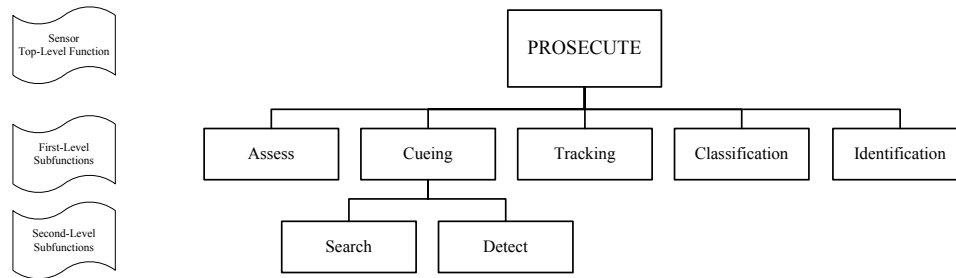 Sensor
Top-Level Function
PROSECUTE
First-Level
Subfunctions
Assess
Cueing
Tracking
Classification
Identification
Second-Level
Subfunctions
Search
Detect